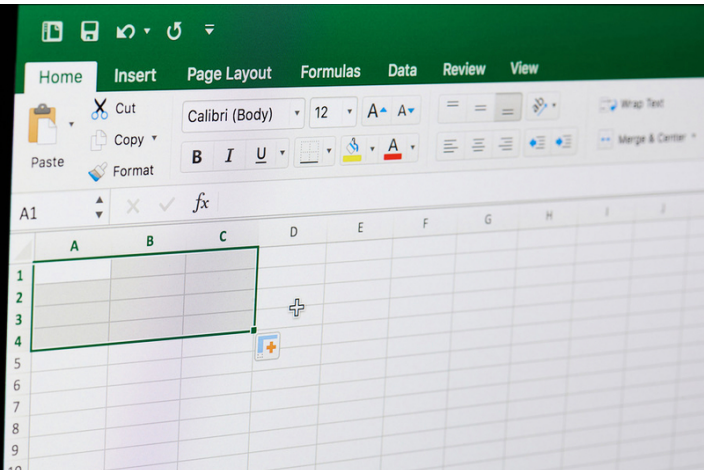 Home Insert Page Layout Formulas Data Review View
Cut
Copy
Paste
Format
Calibri (Body) 12 A A
B I U A
Wrap Text
Merge & Center
A1 fx
A B C D E F G H I J
1
2
3
4
5
6
7
8
9
10